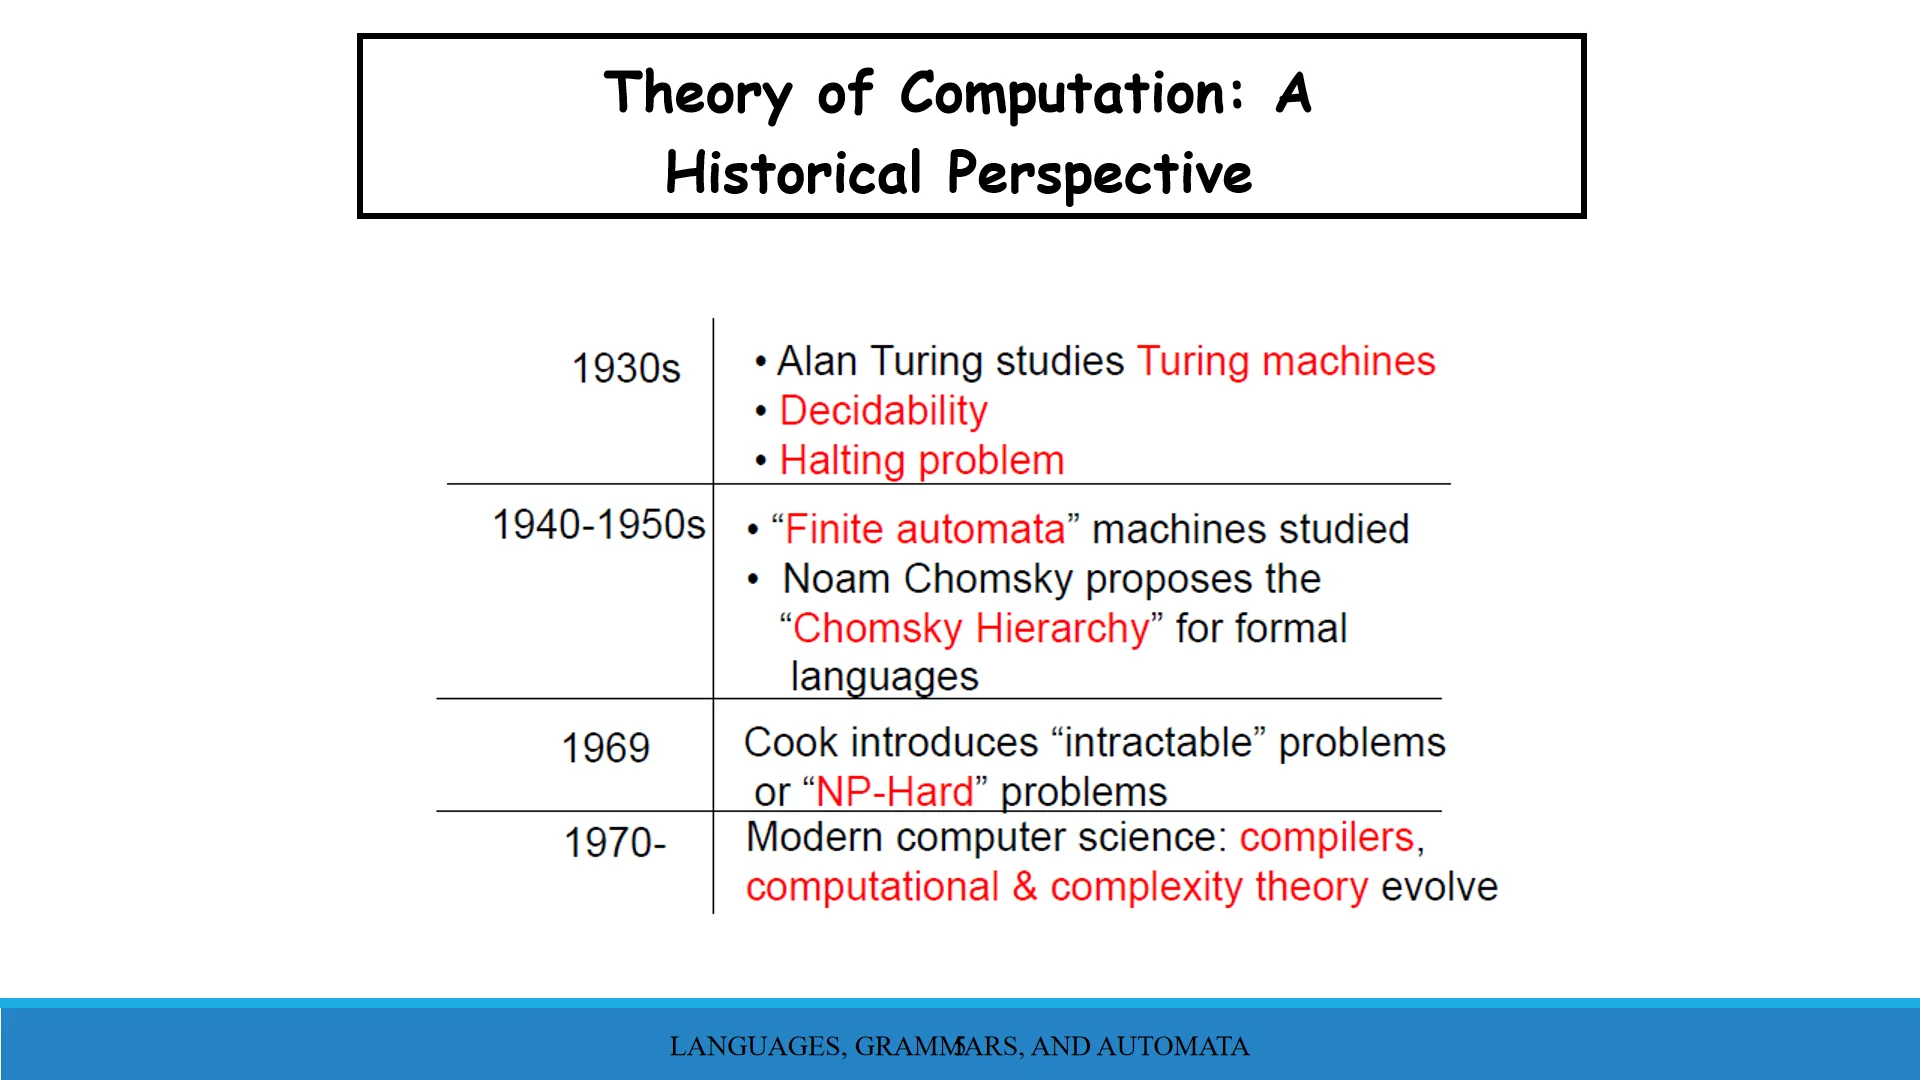 Theory of Computation: A
Historical Perspective
1930s
• Alan Turing studies Turing machines
• Decidability
• Halting problem
1940-1950s
• “Finite automata” machines studied
• Noam Chomsky proposes the
“Chomsky Hierarchy” for formal
languages
1969
Cook introduces “intractable” problems
or “NP-Hard” problems
1970-
Modern computer science: compilers,
computational & complexity theory evolve
LANGUAGES, GRAMMARS, AND AUTOMATA
5